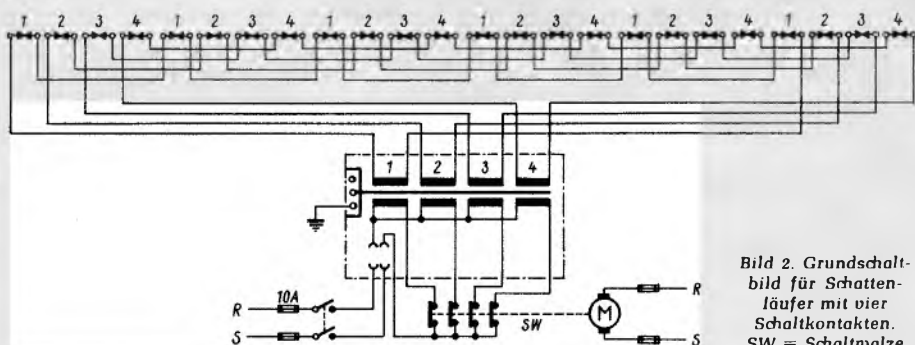 1 2 3 4 1 2 3 4 1 2 3 4 1 2 3 4 1 2 3 4 1 2 3 4
1 2 3 4
R 10A
S
SW
M
R
S
Bild 2. Grundschalt-
bild für Schatten-
läufer mit vier
Schaltkontakten.
SW = Schaltwalze